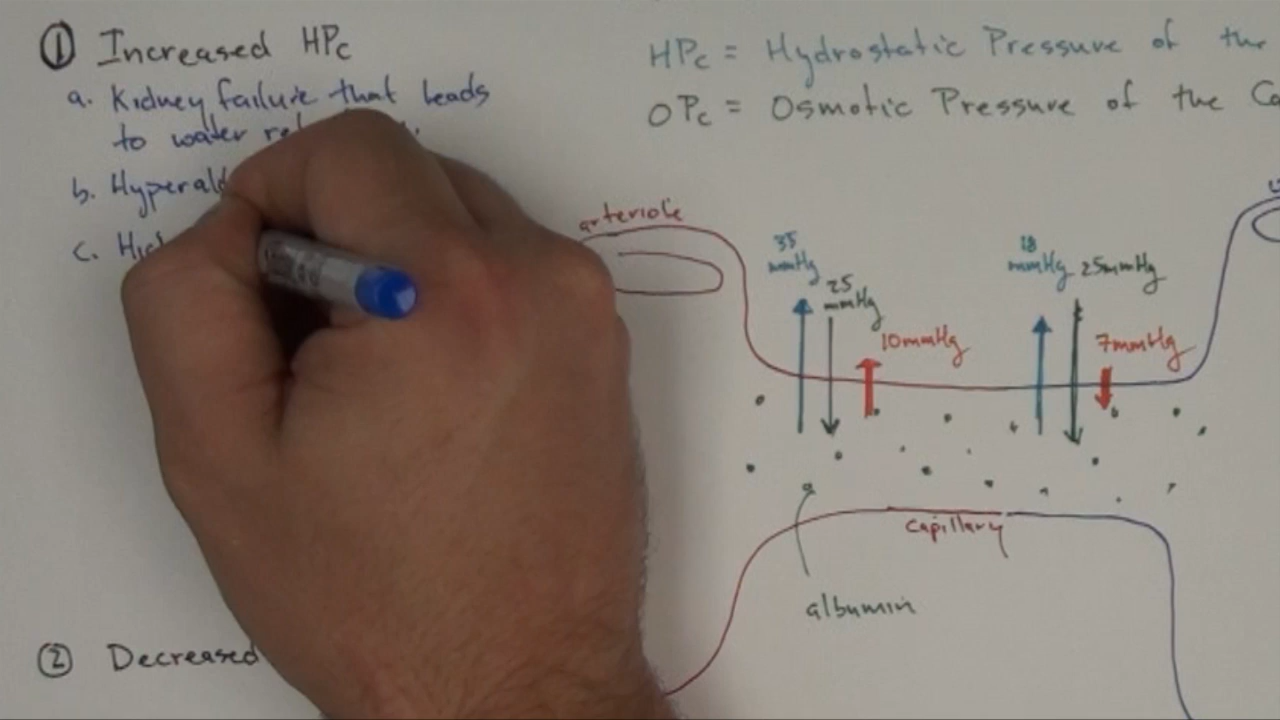 ① Increased HPc
HPc = Hydrostatic Pressure of the
a. Kidney failure that leads
OPc = Osmotic Pressure of the
to water
b.
c.
arteriole
35
mmHg
25
mmHg
10mmHg
18
mmHg
25mmHg
7mmHg
capillary
albumin
② Decreased